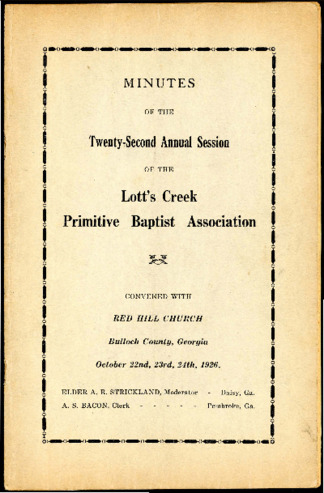 MINUTES
OF THE
Twenty-Second Annual Session
OF THE
Lott's Creek
Primitive Baptist Association
CONVENED WITH
RED HILL CHURCH
Bulloch County, Georgia
October 22nd, 23rd, 24th, 1926.
ELDER A. R. STRICKLAND, Moderator - Daisy, Ga.
A. S. BACON, Clerk - - - - - Pembroke, Ga.